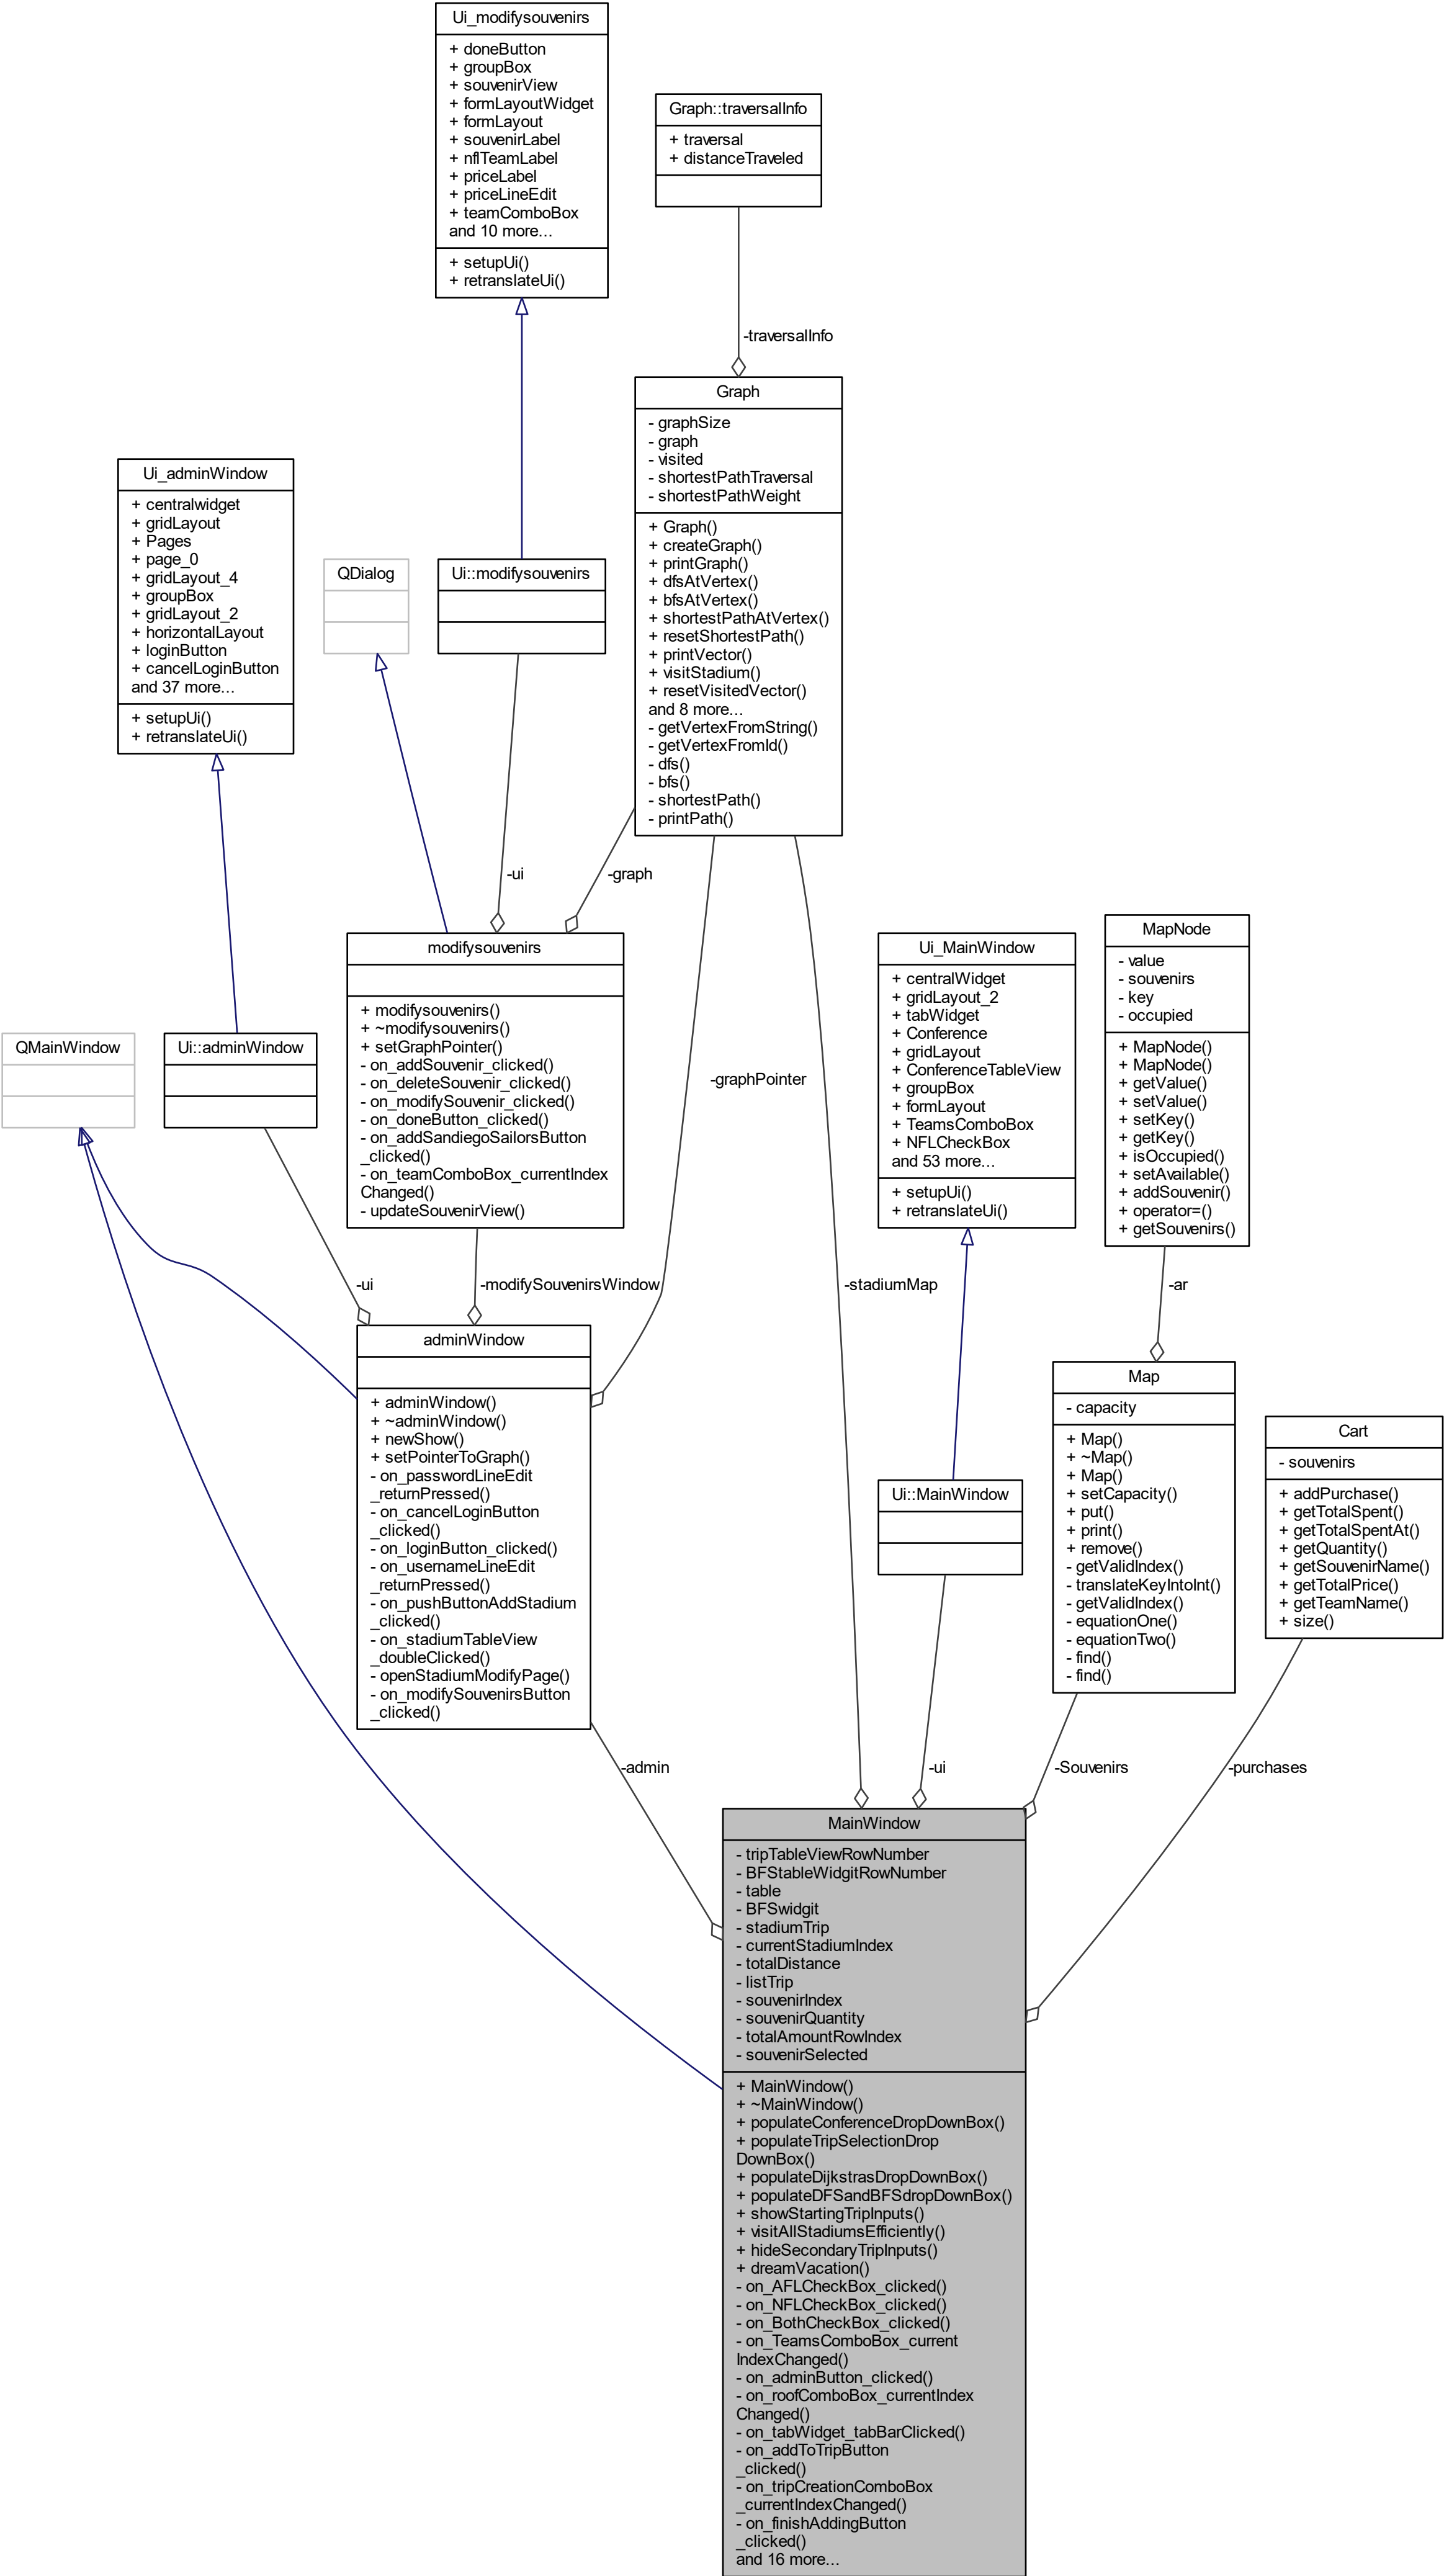 Ui_modifysouvenirs
+ doneButton
+ groupBox
+ souvenirView
+ formLayoutWidget
+ formLayout
+ souvenirLabel
+ nflTeamLabel
+ priceLabel
+ priceLineEdit
+ teamComboBox
and 10 more...
+ setupUi()
+ retranslateUi()
Graph::traversalInfo
+ traversal
+ distanceTraveled
-traversalInfo
Graph
- graphSize
- graph
- visited
- shortestPathTraversal
- shortestPathWeight
+ Graph()
+ createGraph()
+ printGraph()
+ dfsAtVertex()
+ bfsAtVertex()
+ shortestPathAtVertex()
+ resetShortestPath()
+ printVector()
+ visitStadium()
+ resetVisitedVector()
and 8 more...
- getVertexFromString()
- getVertexFromId()
- dfs()
- bfs()
- shortestPath()
- printPath()
Ui_adminWindow
+ centralwidget
+ gridLayout
+ Pages
+ page_0
+ gridLayout_4
+ groupBox
+ gridLayout_2
+ horizontalLayout
+ loginButton
+ cancelLoginButton
and 37 more...
+ setupUi()
+ retranslateUi()
QDialog
Ui::modifysouvenirs
-ui
-graph
modifysouvenirs
+ modifysouvenirs()
+ ~modifysouvenirs()
+ setGraphPointer()
- on_addSouvenir_clicked()
- on_deleteSouvenir_clicked()
- on_modifySouvenir_clicked()
- on_doneButton_clicked()
- on_addSandiegoSailorsButton
_clicked()
- on_teamComboBox_currentIndex
Changed()
- updateSouvenirView()
QMainWindow
Ui::adminWindow
-graphPointer
Ui_MainWindow
+ centralWidget
+ gridLayout_2
+ tabWidget
+ Conference
+ gridLayout
+ ConferenceTableView
+ groupBox
+ formLayout
+ TeamsComboBox
+ NFLCheckBox
and 53 more...
+ setupUi()
+ retranslateUi()
MapNode
- value
- souvenirs
- key
- occupied
+ MapNode()
+ MapNode()
+ getValue()
+ setValue()
+ setKey()
+ getKey()
+ isOccupied()
+ setAvailable()
+ addSouvenir()
+ operator=()
+ getSouvenirs()
-ui
-modifySouvenirsWindow
-stadiumMap
-ar
adminWindow
+ adminWindow()
+ ~adminWindow()
+ newShow()
+ setPointerToGraph()
- on_passwordLineEdit
_returnPressed()
- on_cancelLoginButton
_clicked()
- on_loginButton_clicked()
- on_usernameLineEdit
_returnPressed()
- on_pushButtonAddStadium
_clicked()
- on_stadiumTableView
_doubleClicked()
- openStadiumModifyPage()
- on_modifySouvenirsButton
_clicked()
Ui::MainWindow
Map
- capacity
+ Map()
+ ~Map()
+ Map()
+ setCapacity()
+ put()
+ print()
+ remove()
- getValidIndex()
- translateKeyIntoInt()
- getValidIndex()
- equationOne()
- equationTwo()
- find()
- find()
Cart
- souvenirs
+ addPurchase()
+ getTotalSpent()
+ getTotalSpentAt()
+ getQuantity()
+ getSouvenirName()
+ getTotalPrice()
+ getTeamName()
+ size()
-admin
-ui
-Souvenirs
-purchases
MainWindow
- tripTableViewRowNumber
- BFStableWidgitRowNumber
- table
- BFSwidgit
- stadiumTrip
- currentStadiumIndex
- totalDistance
- listTrip
- souvenirIndex
- souvenirQuantity
- totalAmountRowIndex
- souvenirSelected
+ MainWindow()
+ ~MainWindow()
+ populateConferenceDropDownBox()
+ populateTripSelectionDrop
DownBox()
+ populateDijkstrasDropDownBox()
+ populateDFSandBFSdropDownBox()
+ showStartingTripInputs()
+ visitAllStadiumsEfficiently()
+ hideSecondaryTripInputs()
+ dreamVacation()
- on_AFLCheckBox_clicked()
- on_NFLCheckBox_clicked()
- on_BothCheckBox_clicked()
- on_TeamsComboBox_current
IndexChanged()
- on_adminButton_clicked()
- on_roofComboBox_currentIndex
Changed()
- on_tabWidget_tabBarClicked()
- on_addToTripButton
_clicked()
- on_tripCreationComboBox
_currentIndexChanged()
- on_finishAddingButton
_clicked()
and 16 more...